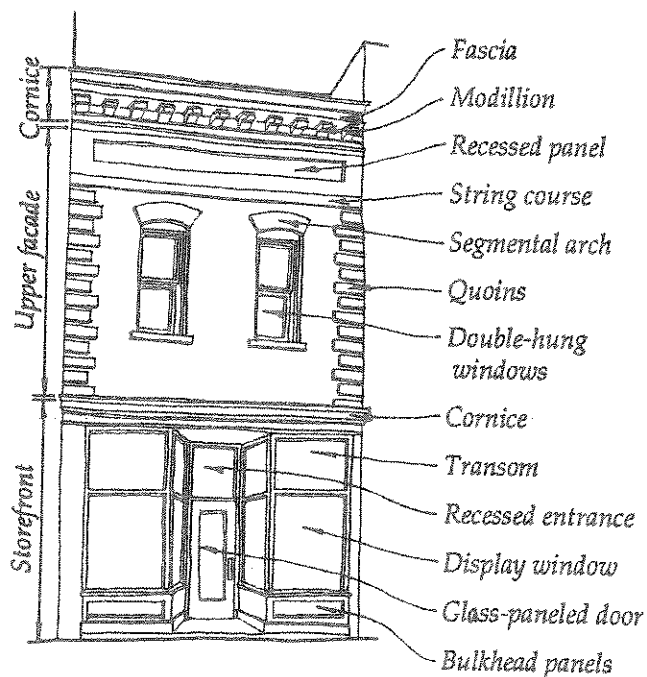 Cornice
Upper facade
Storefront
Fascia
Modillion
Recessed panel
String course
Segmental arch
Quoins
Double-hung
windows
Cornice
Transom
Recessed entrance
Display window
Glass-paneled door
Bulkhead panels